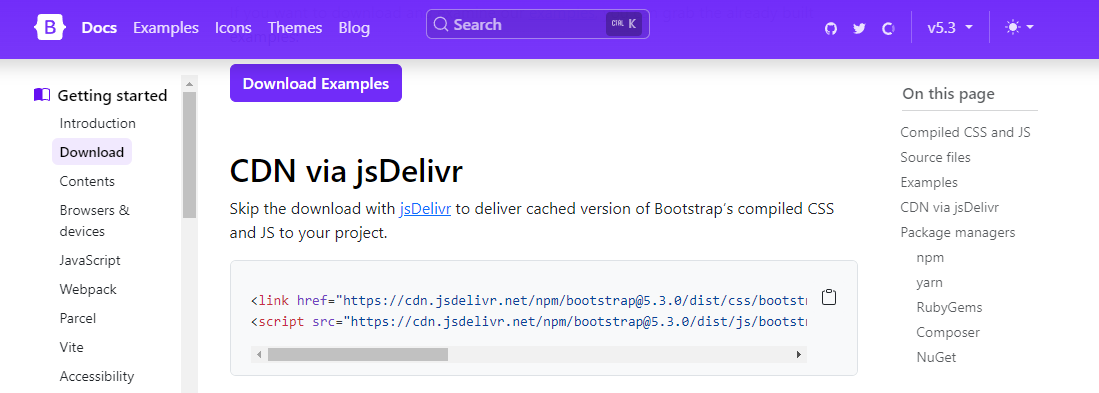 B Docs Examples Icons Themes Blog Search CTRL K v5.3
Download Examples
Getting started
Introduction
Download
Contents
Browsers &
devices
JavaScript
Webpack
Parcel
Vite
Accessibility
CDN via jsDelivr
Skip the download with jsDelivr to deliver cached version of Bootstrap's compiled CSS
and JS to your project.
<link href="https://cdn.jsdelivr.net/npm/bootstrap@5.3.0/dist/css/bootstr
<script src="https://cdn.jsdelivr.net/npm/bootstrap@5.3.0/dist/js/bootstr
On this page
Compiled CSS and JS
Source files
Examples
CDN via jsDelivr
Package managers
npm
yarn
RubyGems
Composer
NuGet